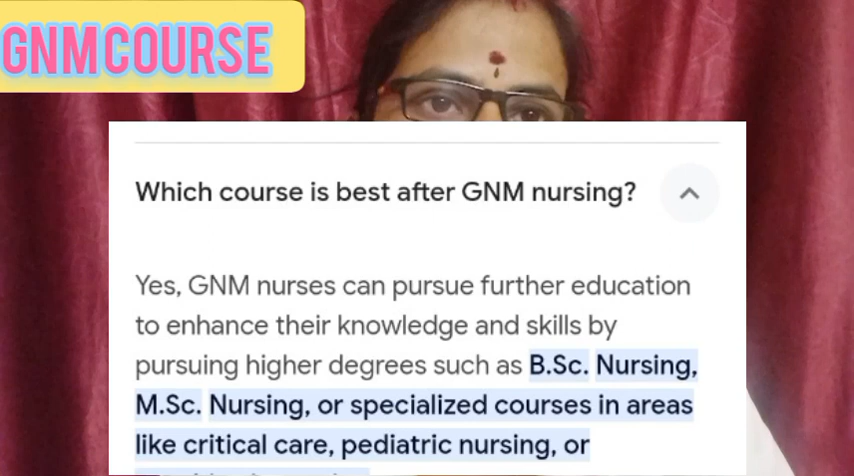 GNM COURSE
Which course is best after GNM nursing?
Yes, GNM nurses can pursue further education
to enhance their knowledge and skills by
pursuing higher degrees such as B.Sc. Nursing,
M.Sc. Nursing, or specialized courses in areas
like critical care, pediatric nursing, or